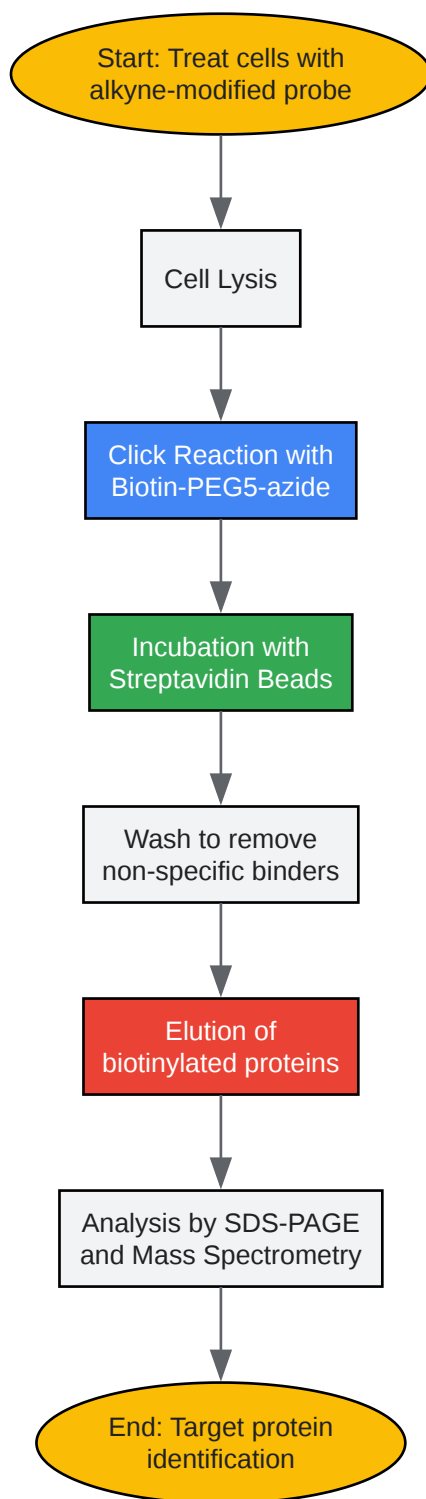 Start: Treat cells with
alkyne-modified probe
Cell Lysis
Click Reaction with
Biotin-PEG5-azide
Incubation with
Streptavidin Beads
Wash to remove
non-specific binders
Elution of
biotinylated proteins
Analysis by SDS-PAGE
and Mass Spectrometry
End: Target protein
identification